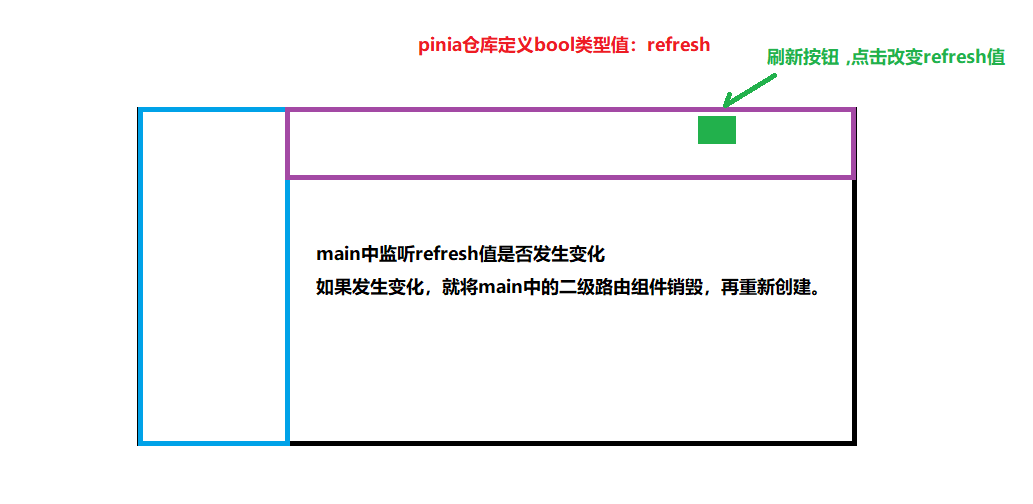 pinia仓库定义bool类型值：refresh
刷新按钮 ,点击改变refresh值
main中监听refresh值是否发生变化
如果发生变化，就将main中的二级路由组件销毁，再重新创建。